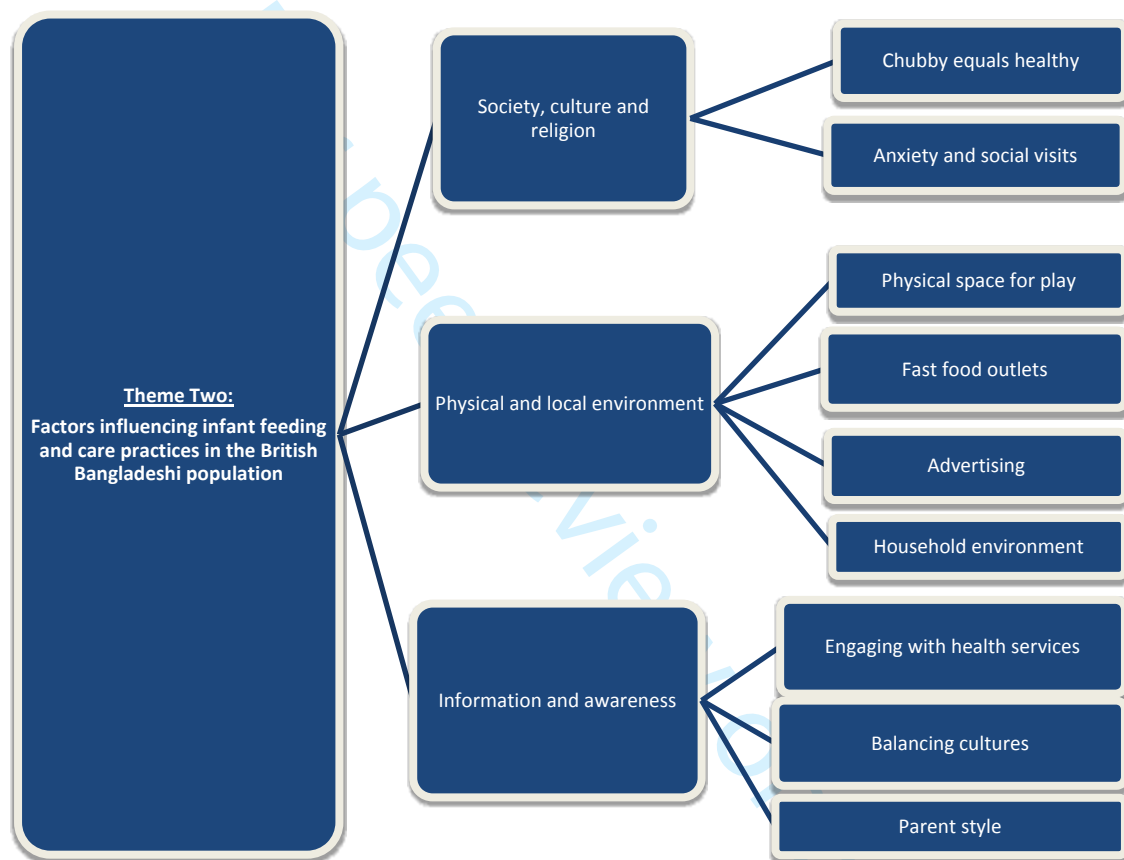 Theme Two:
Factors influencing infant feeding
and care practices in the British
Bangladeshi population
Society, culture and
religion
Chubby equals healthy
Anxiety and social visits
Physical and local environment
Physical space for play
Fast food outlets
Advertising
Household environment
Information and awareness
Engaging with health services
Balancing cultures
Parent style